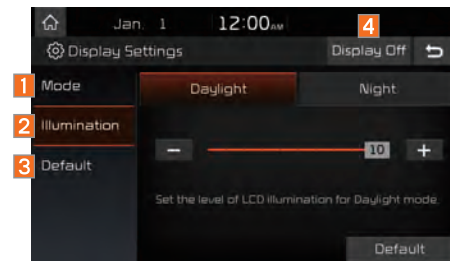 4
Jan. 1 12:00AM
Display Settings Display Off
1 Mode Daylight Night
2 Illumination
10
3 Default
Set the level of LCD illumination for Daylight mode.
Default